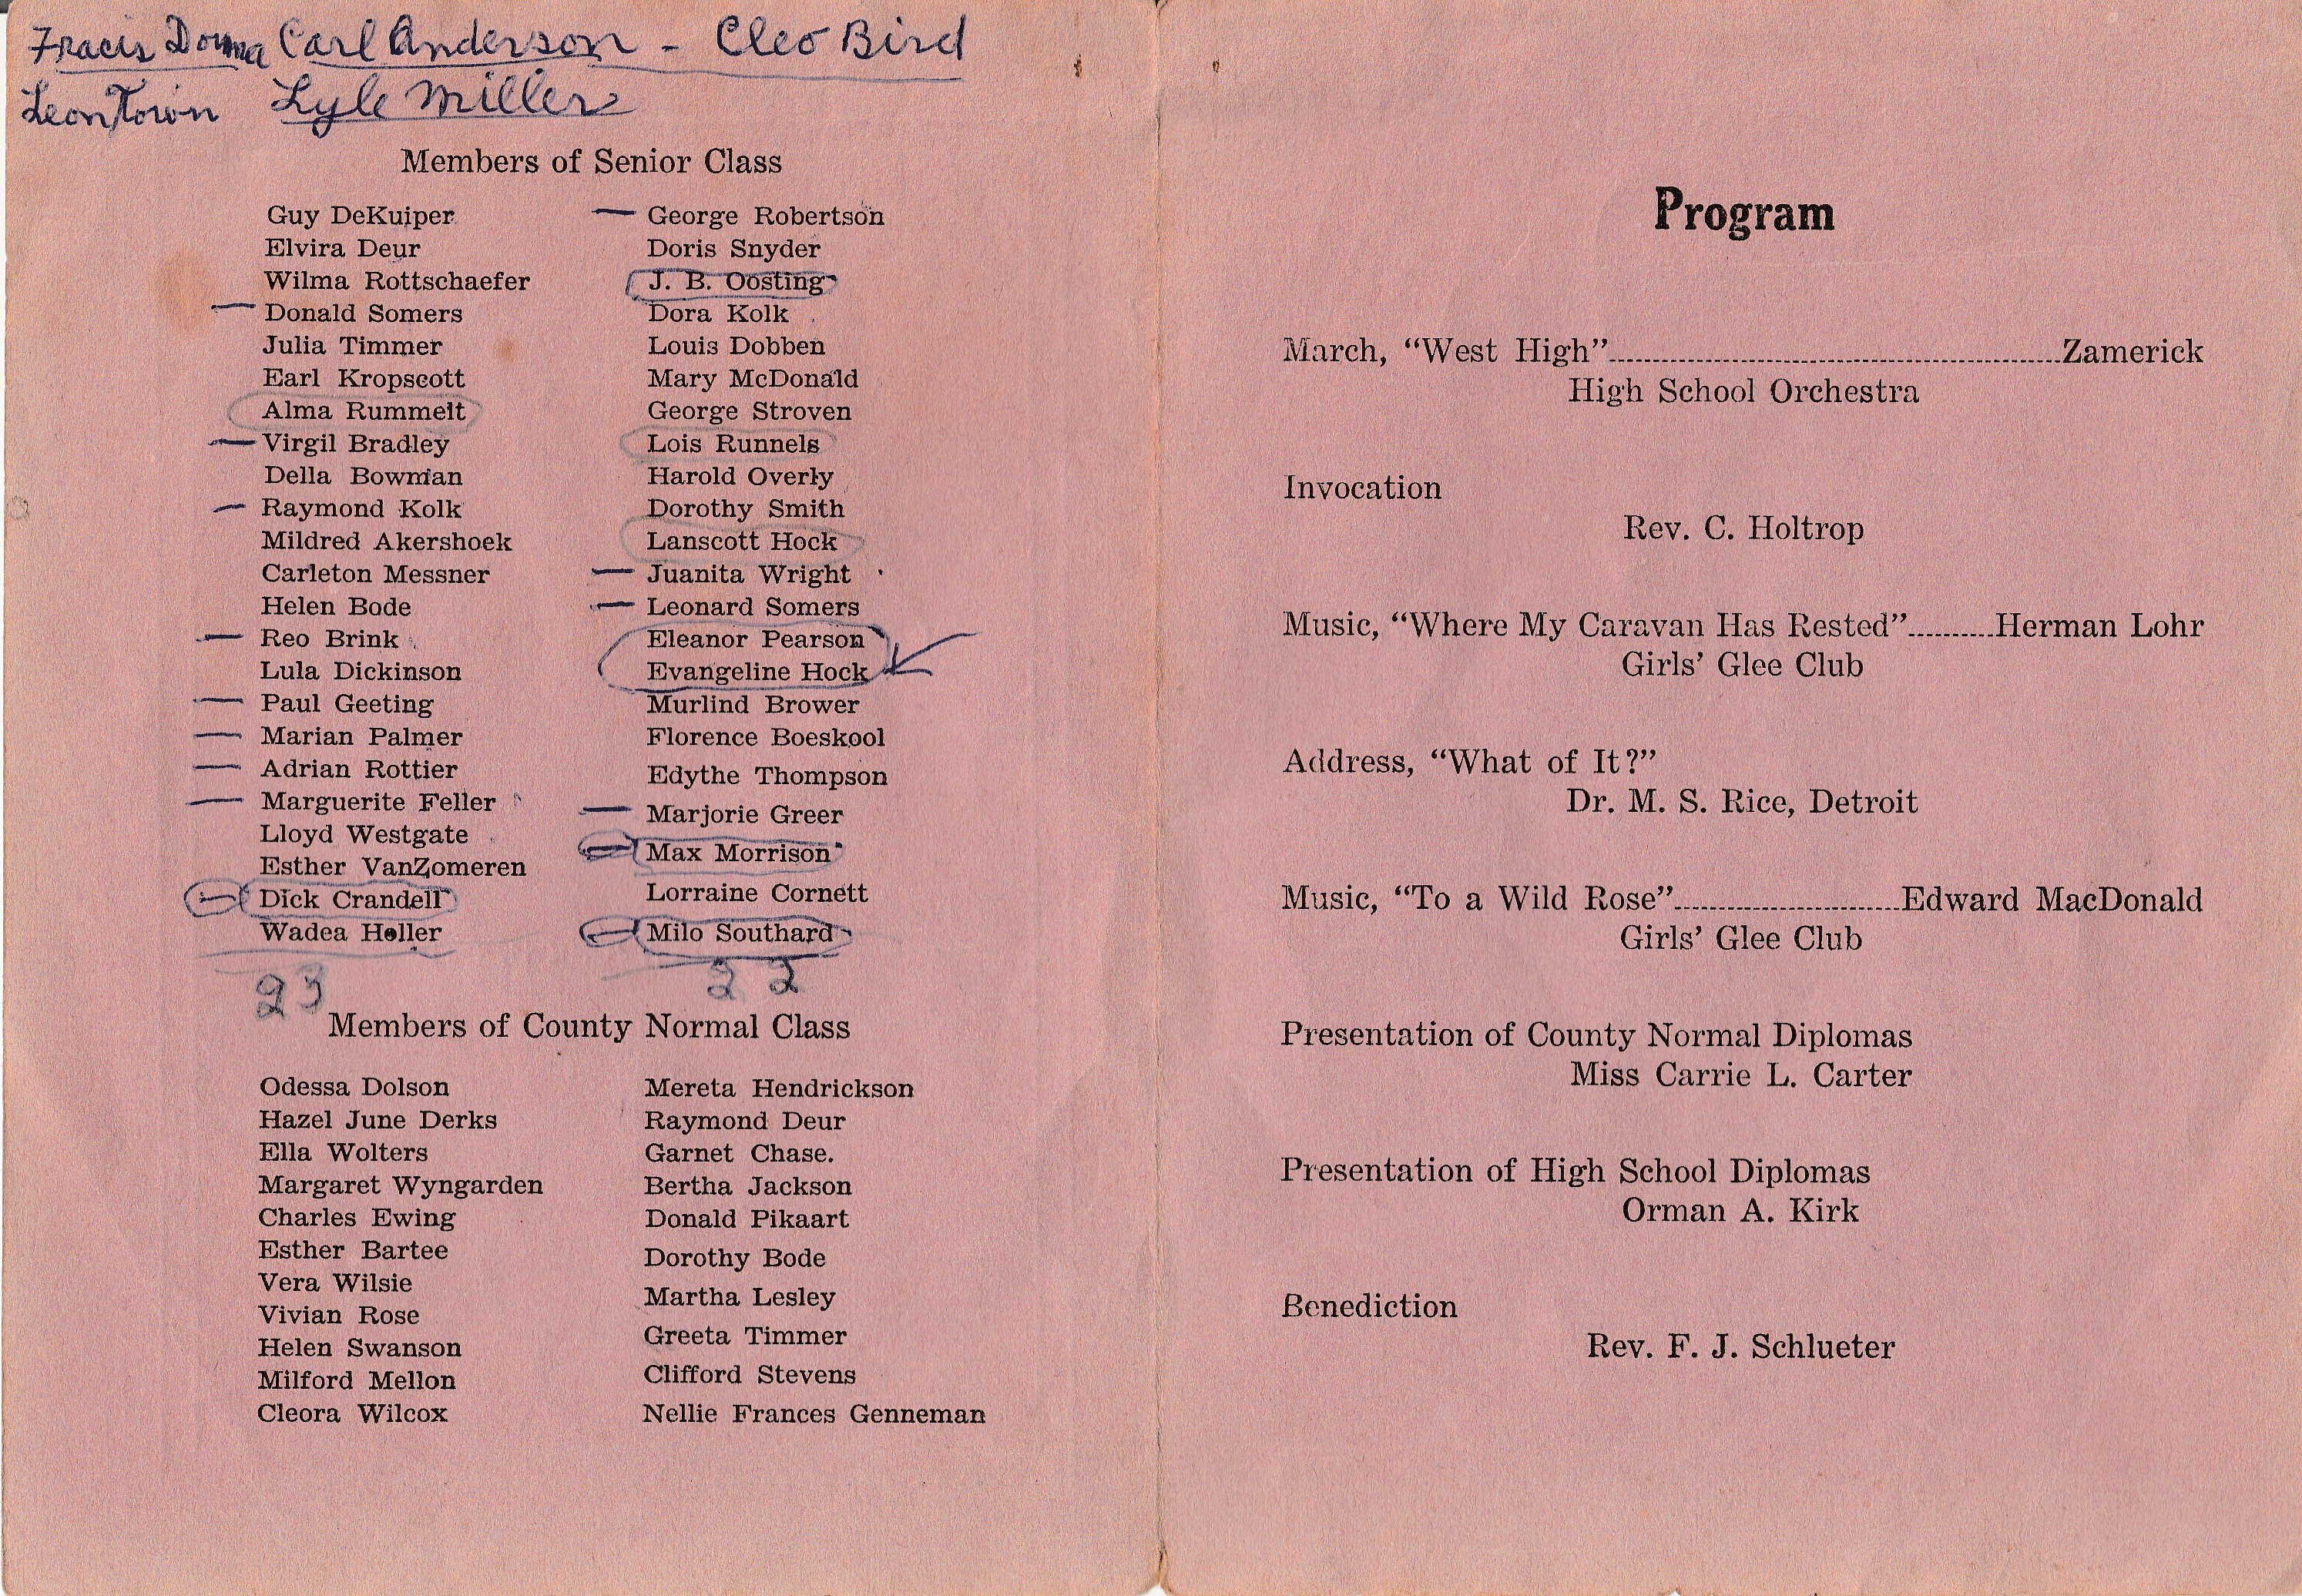 Fracis Donna Carl Anderson - Cleo Bird
Leon Town Lyle Miller
Members of Senior Class
Guy DeKuiper
Elvira Deur
Wilma Rottschaefer
Donald Somers
Julia Timmer
Earl Kropscott
Alma Rummelt
Virgil Bradley
Della Bowman
Raymond Kolk
Mildred Akershoek
Carleton Messner
Helen Bode
Reo Brink
Lula Dickinson
Paul Geeting
Marian Palmer
Adrian Rottier
Marguerite Feller
Lloyd Westgate
Esther VanZomeren
Dick Crandell
Wadea Holler
23
George Robertson
Doris Snyder
J. B. Oosting
Dora Kolk
Louis Dobben
Mary McDonald
George Stroven
Lois Runnels
Harold Overly
Dorothy Smith
Lanscott Hock
Juanita Wright
Leonard Somers
Eleanor Pearson
Evangeline Hock
Murlind Brower
Florence Boeskool
Edythe Thompson
Marjorie Greer
Max Morrison
Lorraine Cornett
Milo Southard
22
Members of County Normal Class
Odessa Dolson
Hazel June Derks
Ella Wolters
Margaret Wyngarden
Charles Ewing
Esther Bartee
Vera Wilsie
Vivian Rose
Helen Swanson
Milford Mellon
Cleora Wilcox
Mereta Hendrickson
Raymond Deur
Garnet Chase.
Bertha Jackson
Donald Pikaart
Dorothy Bode
Martha Lesley
Greeta Timmer
Clifford Stevens
Nellie Frances Genneman
Program
March, “West High”........Zamerick
High School Orchestra
Invocation
Rev. C. Holtrop
Music, “Where My Caravan Has Rested”..........Herman Lohr
Girls’ Glee Club
Address, “What of It?”
Dr. M. S. Rice, Detroit
Music, “To a Wild Rose”........Edward MacDonald
Girls’ Glee Club
Presentation of County Normal Diplomas
Miss Carrie L. Carter
Presentation of High School Diplomas
Orman A. Kirk
Benediction
Rev. F. J. Schlueter